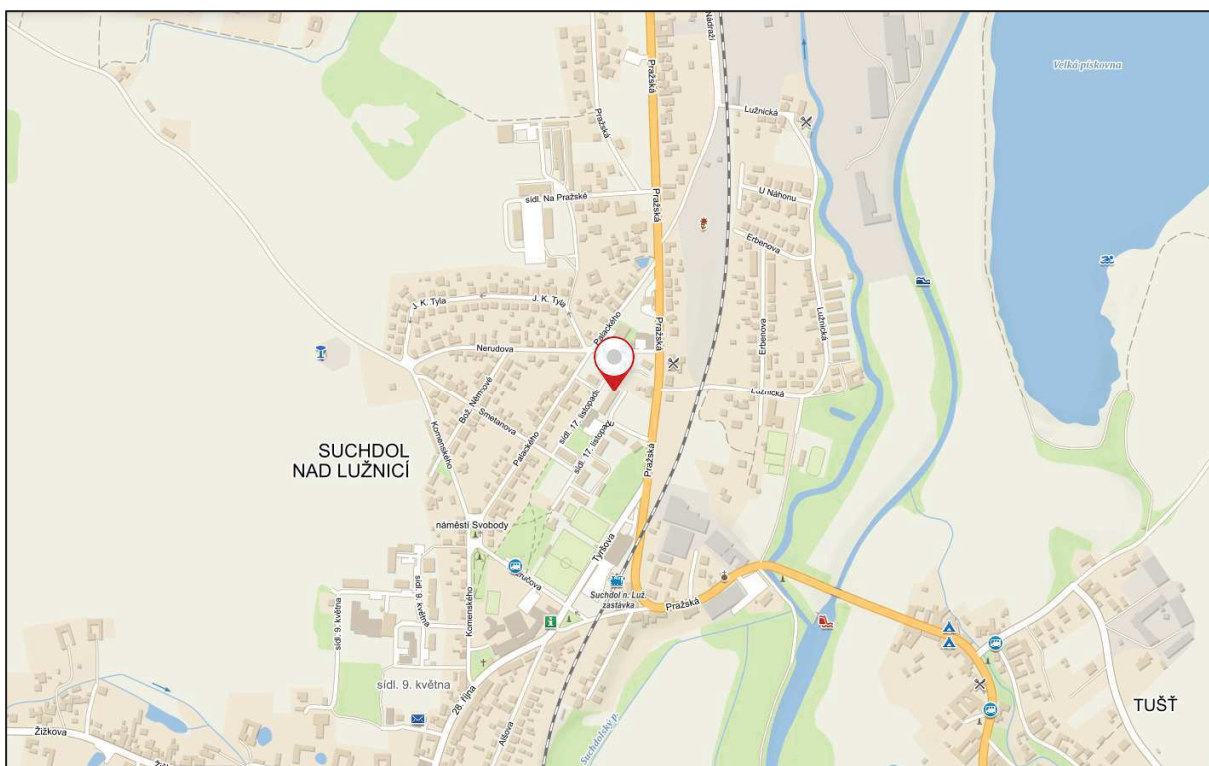 Nádraží
Pražská
Velká pískovna
Pražská
Lužnická
Pražská
sídl. Na Pražské
U Náhonu
Erbenova
J. K. Tyla
J. K. Tyla
Palackého
Pražská
Lužnická
Nerudova
Erbenova
Bož. Němcové
Smetanova
sídl. 17. listopadu
Lužnická
Komenského
Palackého
sídl. 17. listopadu
Pražská
SUCHDOL
NAD LUŽNICÍ
náměstí Svobody
Tyršova
sídl. 9. května
sídl. 9. května
Komenského
Suchdol n. Luž.
zastávka
Pražská
sídl. 9. května
28. října
Alšova
Suchdolský p.
TUŠŤ
Žižkova